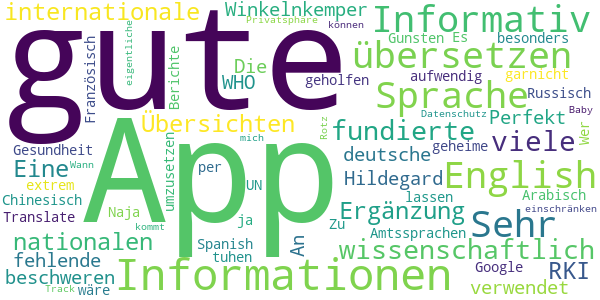 internationale
Winkelnkemper
Privatsphäre
können
Informativ
gute
Französisch
eigentliche
Berichte
Die
WHO
geholfen
Gunsten
Es
besonders
übersetzen
aufwendig
garnicht
Sprache
Russisch
Baby
Übersichten
Rotz
fundierte
Datenschutz
Perfekt
Wer
Gesundheit
App
umzusetzen
mich
deutsche
geheime
viele
Eine
Wann
per
Hildegard
English
extrem
UN
lassen
Arabisch
Chinesisch
Translate
Naja
ja
Zu
Ergänzung
Sehr
einschränken
kommt
Amtssprachen
nationalen
Spanish
An
wissenschaftlich
fehlende
tuhen
Informationen
Google
RKI
beschweren
Track
wäre
verwendet